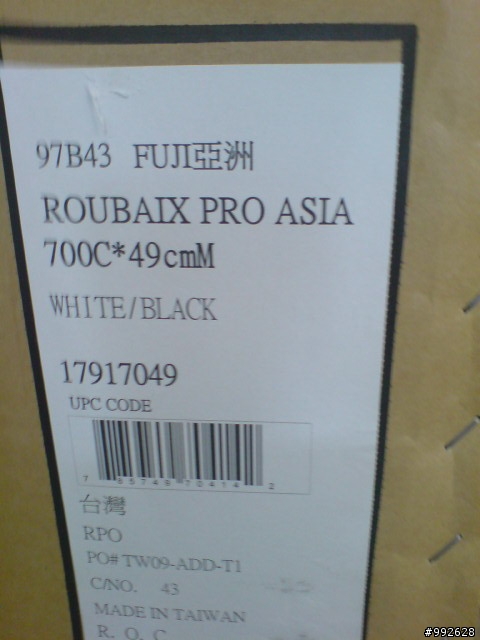 97B43 FUJI亞洲
ROUBAIX PRO ASIA
700C*49cmM
WHITE/BLACK
17917049
UPC CODE
台灣
RPO
PO# TW09-ADD-T1
C/NO. 43
MADE IN TAIWAN
R. O. C
#992628